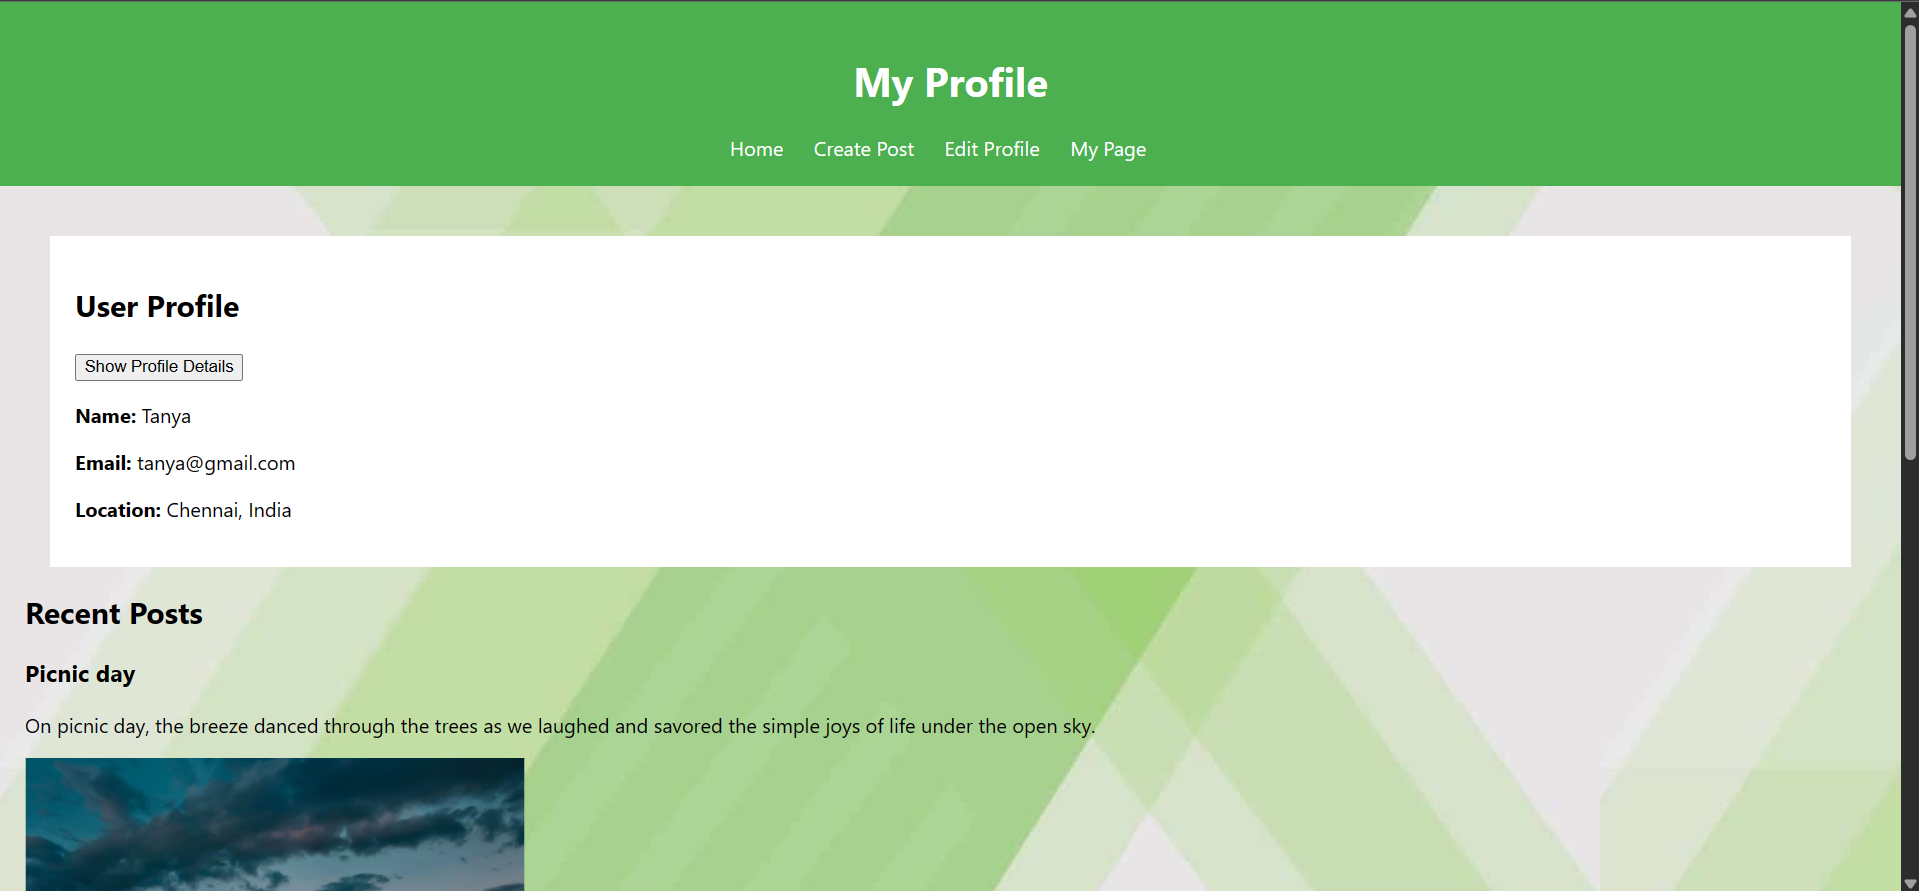 My Profile
Home Create Post Edit Profile My Page
User Profile
Show Profile Details
Name: Tanya
Email: tanya@gmail.com
Location: Chennai, India
Recent Posts
Picnic day
On picnic day, the breeze danced through the trees as we laughed and savored the simple joys of life under the open sky.